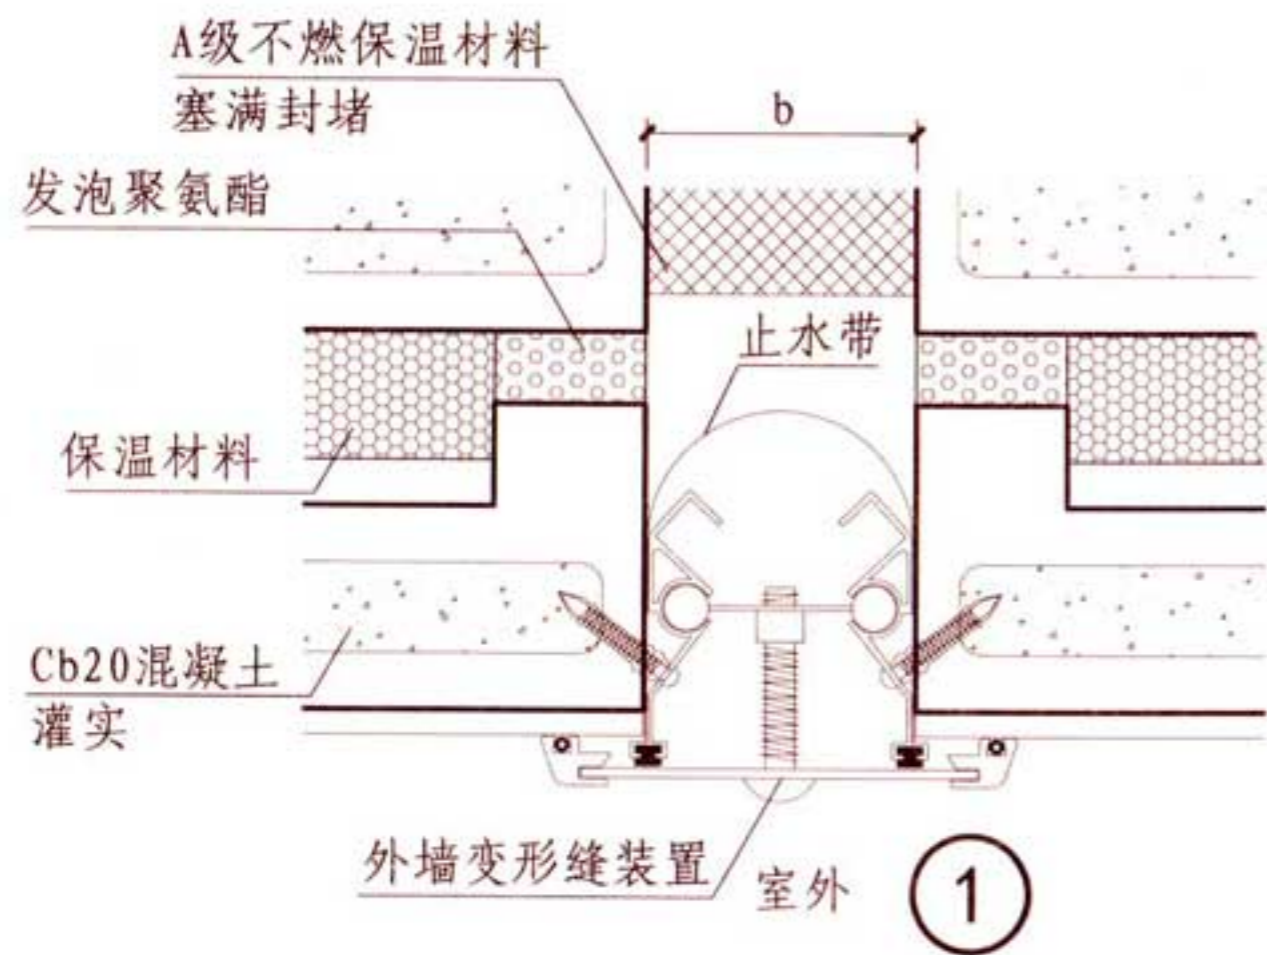 A级不燃保温材料
塞满封堵
b
发泡聚氨酯
止水带
保温材料
Cb20混凝土
灌实
外墙变形缝装置
室外
1